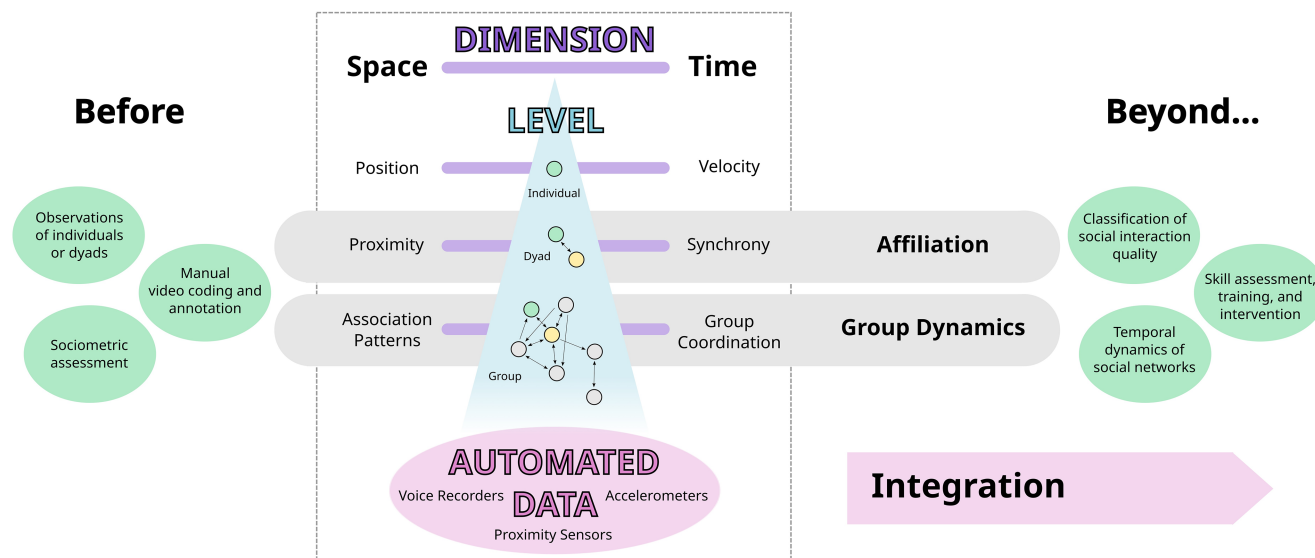 DIMENSION
Space
Time
Before
Beyond...
LEVEL
Position
Velocity
Individual
Observations
of individuals
or dyads
Manual
video coding and
annotation
Sociometric
assessment
Proximity
Dyad
Synchrony
Affiliation
Association
Patterns
Group
Group
Coordination
Group Dynamics
Classification of
social interaction
quality
Skill assessment,
training, and
intervention
Temporal
dynamics of
social networks
AUTOMATED
DATA
Voice Recorders
Accelerometers
Proximity Sensors
Integration